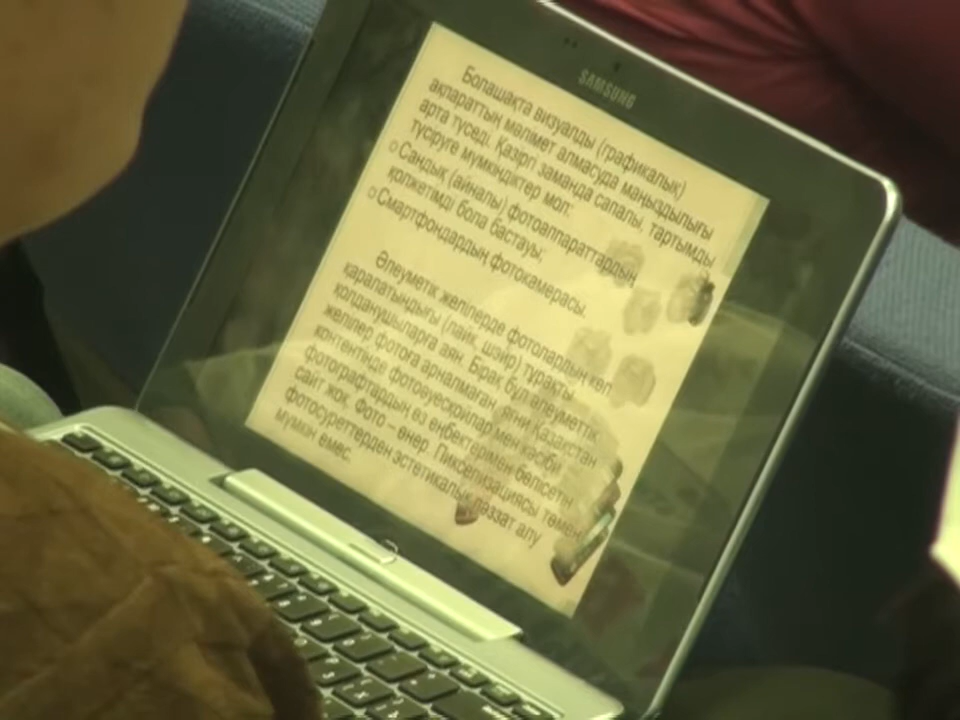 SAMSUNG
Болашақта визуалды (графикалық)
ақпараттың мәлімет алмасуда маңыздылығы
арта түседі. Қазіргі заманда сапалы, тартымды
түсіруге мүмкіндіктер мол:
o Сандық (айналы) фотоаппараттардың
қолжетімді бола бастауы;
o Смартфондардың фотокамерасы.
Әлеуметік желілерде фотолардың көп
қаралатындығы (лайк, шэйр) тұрақты
қолданушыларға аян. Бірақ бұл әлеуметтік
желілер фотоға арналмаған, яғни Қазақстан
контентінде фотоәуесқойлар мен кәсіби
фотографтардың өз еңбектерімен бөлісетін
сайт жоқ. Фото – өнер. Пикселизациясы төмен
фотосуреттерден эстетикалық ләззат алу
мүмкін емес.